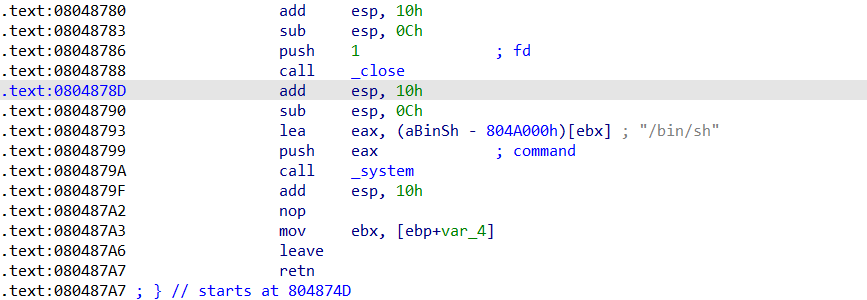 .text:08048780 add esp, 10h
.text:08048783 sub esp, 0Ch
.text:08048786 push 1 ; fd
.text:08048788 call _close
.text:0804878D add esp, 10h
.text:08048790 sub esp, 0Ch
.text:08048793 lea eax, (aBinSh - 804A000h)[ebx] ; "/bin/sh"
.text:08048799 push eax ; command
.text:0804879A call _system
.text:0804879F add esp, 10h
.text:080487A2 nop
.text:080487A3 mov ebx, [ebp+var_4]
.text:080487A6 leave
.text:080487A7 retn
.text:080487A7 ; } // starts at 804874D